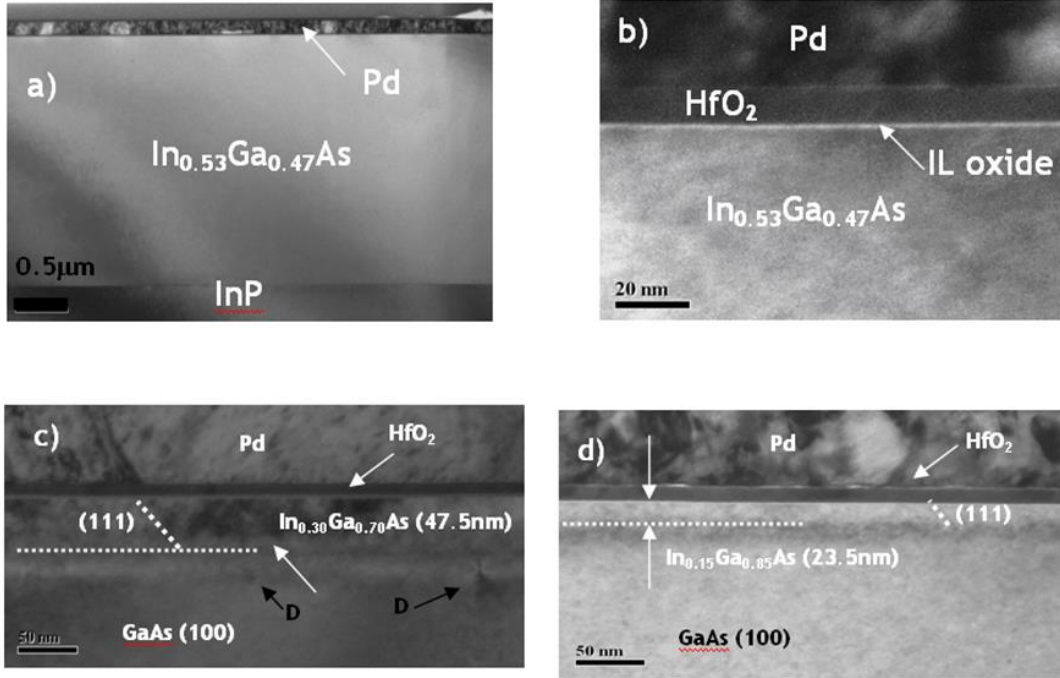 a)
Pd
In₀.₅₃Ga₀.₄₇As
0.5μm
InP
b)
Pd
HfO₂
IL oxide
In₀.₅₃Ga₀.₄₇As
20 nm
c)
Pd
HfO₂
(111)
In₀.₃₀Ga₀.₇₀As (47.5nm)
D
D
GaAs (100)
50 nm
d)
Pd
HfO₂
(111)
In₀.₁₅Ga₀.₈₅As (23.5nm)
GaAs (100)
50 nm